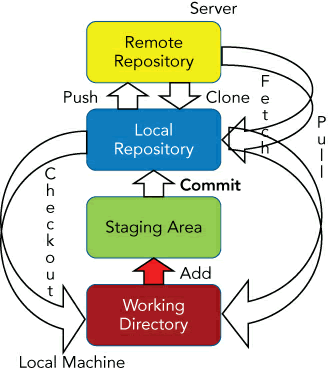 Server
Remote
Repository
Push
Clone
Fetch
Pull
Local
Repository
Checkout
Commit
Staging Area
Add
Working
Directory
Local Machine